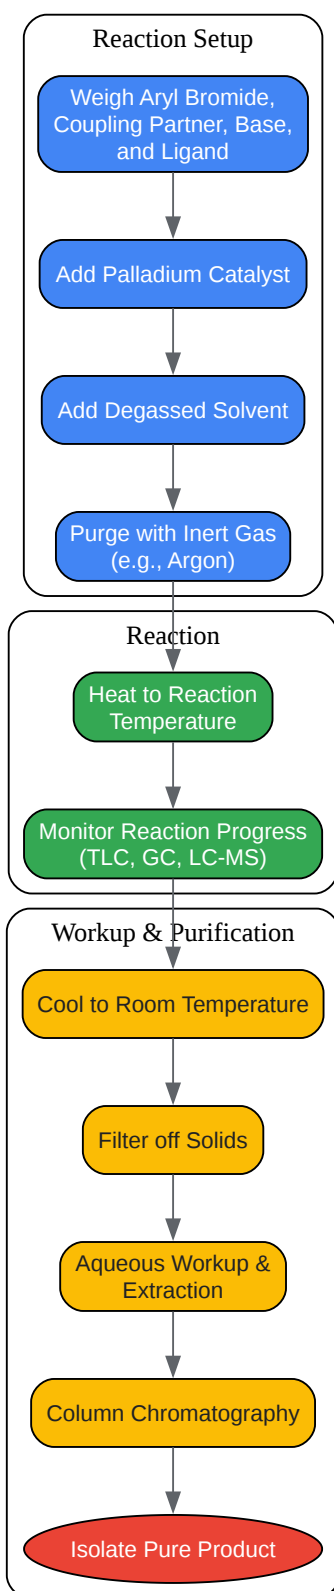 Reaction Setup
Weigh Aryl Bromide,
Coupling Partner, Base,
and Ligand
Add Palladium Catalyst
Add Degassed Solvent
Purge with Inert Gas
(e.g., Argon)
Reaction
Heat to Reaction
Temperature
Monitor Reaction Progress
(TLC, GC, LC-MS)
Workup & Purification
Cool to Room Temperature
Filter off Solids
Aqueous Workup &
Extraction
Column Chromatography
Isolate Pure Product